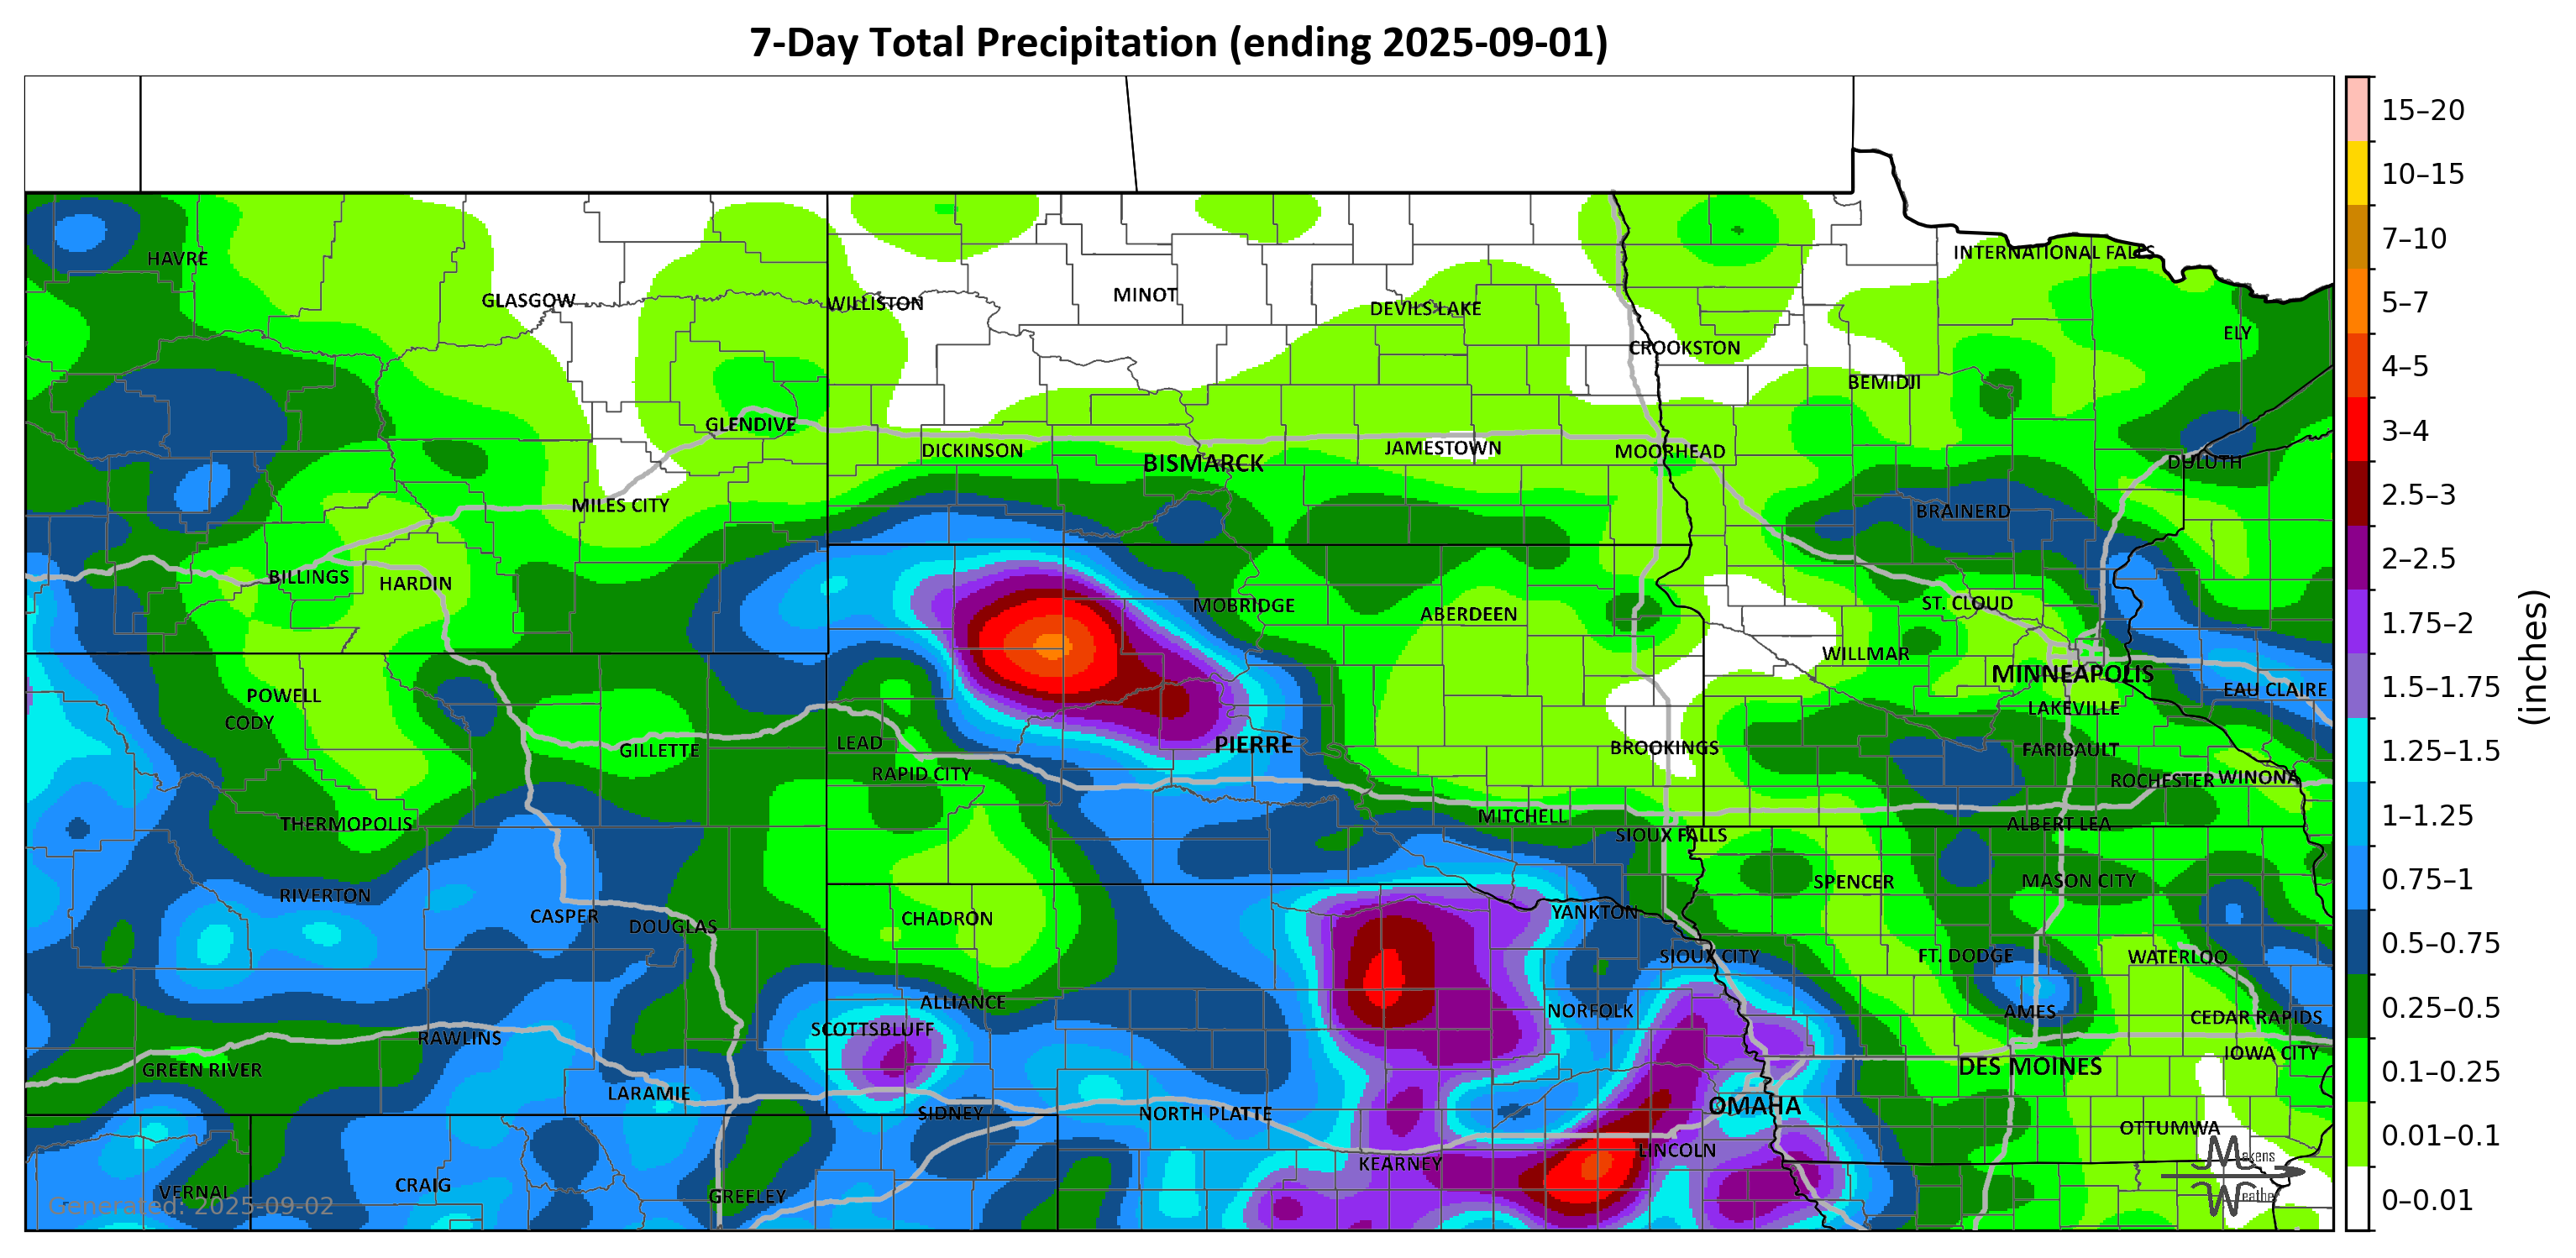 7-Day Total Precipitation (ending 2025-09-01)
15–20
10–15
7–10
5–7
4–5
3–4
2.5–3
2–2.5
1.75–2
1.5–1.75
1.25–1.5
1–1.25
0.75–1
0.5–0.75
0.25–0.5
0.1–0.25
0.01–0.1
0–0.01
(inches)
HAVRE
INTERNATIONAL FALLS
GLASGOW
WILLISTON
MINOT
DEVILS LAKE
ELY
CROOKSTON
BEMIDJI
GLENDIVE
DICKINSON
BISMARCK
JAMESTOWN
MOORHEAD
DULUTH
MILES CITY
BRAINERD
BILLINGS
HARDIN
MOBRIDGE
ABERDEEN
ST. CLOUD
WILLMAR
MINNEAPOLIS
POWELL
EAU CLAIRE
CODY
LAKEVILLE
GILLETTE
LEAD
PIERRE
BROOKINGS
FARIBAULT
RAPID CITY
ROCHESTER
WINONA
THERMOPOLIS
MITCHELL
ALBERT LEA
SIOUX FALLS
RIVERTON
SPENCER
MASON CITY
CASPER
DOUGLAS
CHADRON
YANKTON
SIOUX CITY
FT. DODGE
WATERLOO
ALLIANCE
NORFOLK
AMES
CEDAR RAPIDS
SCOTTSBLUFF
RAWLINS
IOWA CITY
GREEN RIVER
DES MOINES
LARAMIE
SIDNEY
NORTH PLATTE
OMAHA
OTTUMWA
LINCOLN
KEARNEY
Makens
Weather
VERNAL
CRAIG
GREELEY
Generated: 2025-09-02